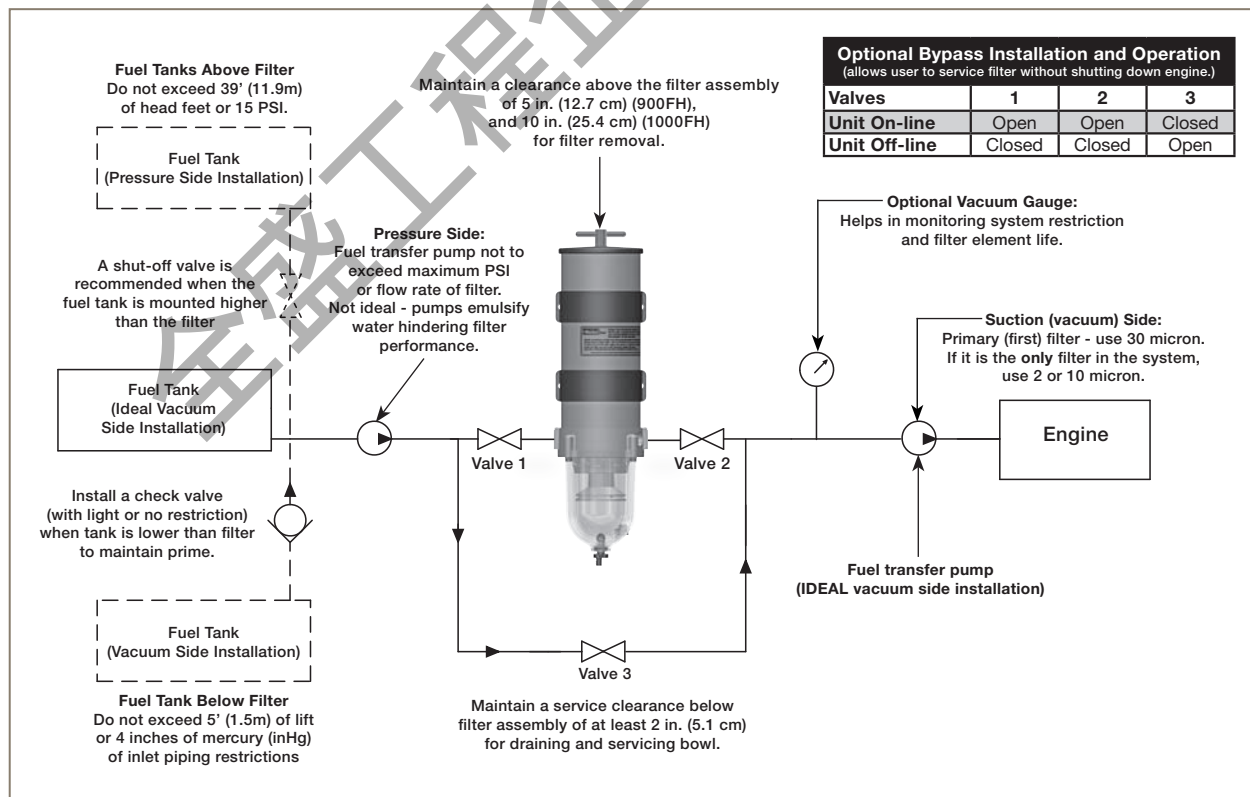 Fuel Tanks Above Filter
Do not exceed 39' (11.9m)
of head feet or 15 PSI.
Fuel Tank
(Pressure Side Installation)
A shut-off valve is
recommended when the
fuel tank is mounted higher
than the filter
Fuel Tank
(Ideal Vacuum
Side Installation)
Install a check valve
(with light or no restriction)
when tank is lower than filter
to maintain prime.
Fuel Tank
(Vacuum Side Installation)
Fuel Tank Below Filter
Do not exceed 5' (1.5m) of lift
or 4 inches of mercury (inHg)
of inlet piping restrictions
Pressure Side:
Fuel transfer pump not to
exceed maximum PSI
or flow rate of filter.
Not ideal - pumps emulsify
water hindering filter
performance.
Maintain a clearance above the filter assembly
of 5 in. (12.7 cm) (900FH),
and 10 in. (25.4 cm) (1000FH)
for filter removal.
Valve 1
Valve 2
Valve 3
Maintain a service clearance below
filter assembly of at least 2 in. (5.1 cm)
for draining and servicing bowl.
Optional Bypass Installation and Operation
(allows user to service filter without shutting down engine.)
Valves 1 2 3
Unit On-line Open Open Closed
Unit Off-line Closed Closed Open
Optional Vacuum Gauge:
Helps in monitoring system restriction
and filter element life.
Suction (vacuum) Side:
Primary (first) filter - use 30 micron.
If it is the only filter in the system,
use 2 or 10 micron.
Engine
Fuel transfer pump
(IDEAL vacuum side installation)
全盛工程企